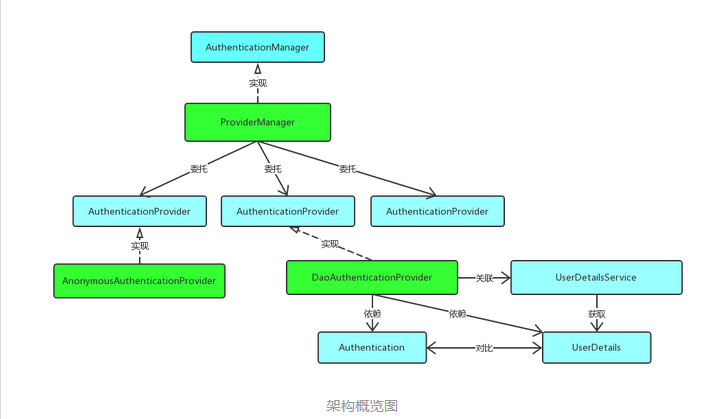 AuthenticationManager
实现
ProviderManager
委托
委托
委托
AuthenticationProvider
AuthenticationProvider
AuthenticationProvider
实现
实现
AnonymousAuthenticationProvider
DaoAuthenticationProvider
关联
UserDetailsService
依赖
依赖
获取
Authentication
对比
UserDetails
架构概览图